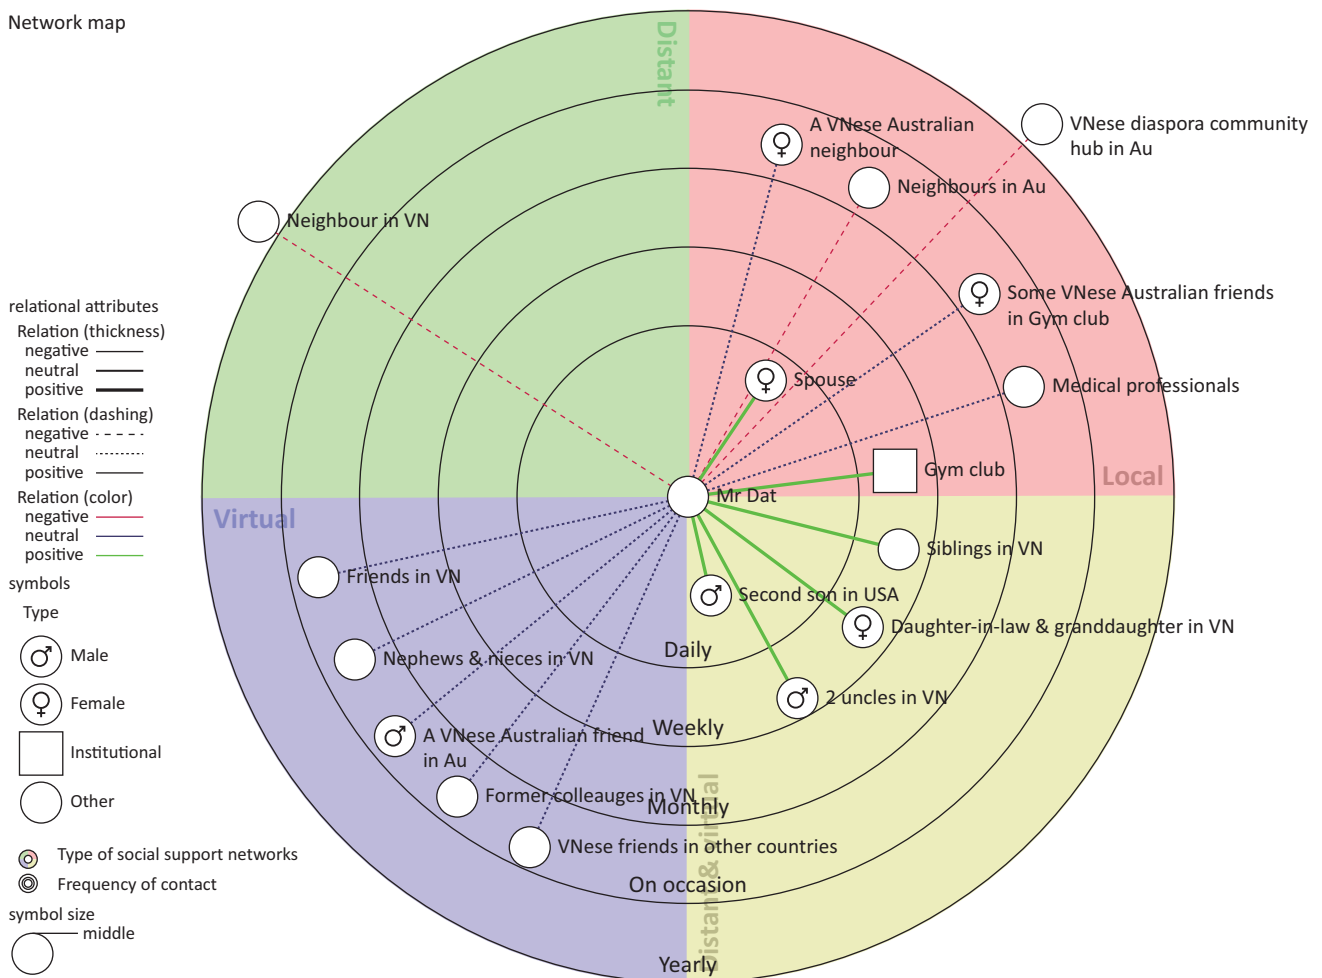 Network map
Distant
A VNese Australian
neighbour
VNese diaspora community
hub in Au
Neighbours in Au
Neighbour in VN
Some VNese Australian friends
in Gym club
Spouse
Medical professionals
Gym club
Local
Mr Dat
Virtual
Siblings in VN
Friends in VN
Second son in USA
Daughter-in-law & granddaughter in VN
Daily
Nephews & nieces in VN
2 uncles in VN
Weekly
A VNese Australian friend
in Au
Former colleauges in VN
Monthly
Distant & virtual
VNese friends in other countries
On occasion
Yearly
relational attributes
Relation (thickness)
negative
neutral
positive
Relation (dashing)
negative
neutral
positive
Relation (color)
negative
neutral
positive
symbols
Type
Male
Female
Institutional
Other
Type of social support networks
Frequency of contact
symbol size
middle